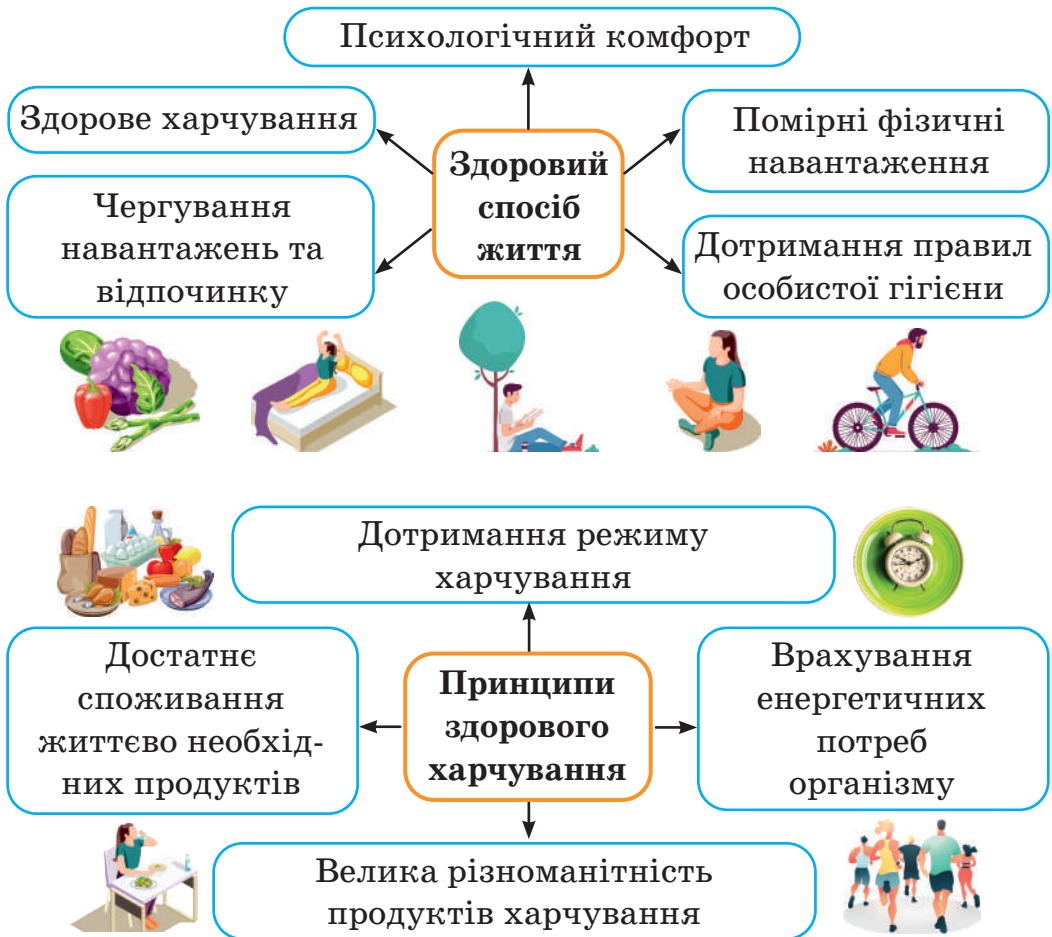 Психологічний комфорт
Здорове харчування
Чергування
навантажень та
відпочинку
Здоровий
спосіб
життя
Помірні фізичні
навантаження
Дотримання правил
особистої гігієни
Дотримання режиму
харчування
Достатнє
споживання
життєво необхід-
них продуктів
Принципи
здорового
харчування
Врахування
енергетичних
потреб
організму
Велика різноманітність
продуктів харчування